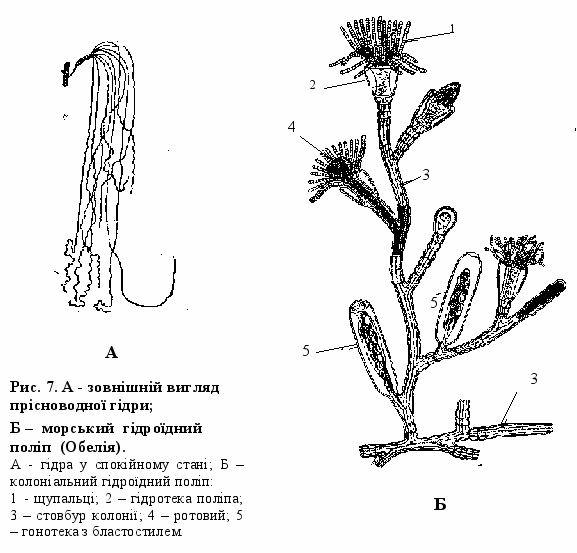 1
2
4
3
5
5
3
А
Б
Рис. 7. А - зовнішній вигляд
прісноводної гідри;
Б – морський гідроїдний
поліп (Обелія).
А - гідра у спокійному стані; Б –
колоніальний гідроїдний поліп:
1 - щупальці; 2 – гідротека поліпа;
3 – стовбур колонії; 4 – ротовий; 5
– гонотека з бластостилем